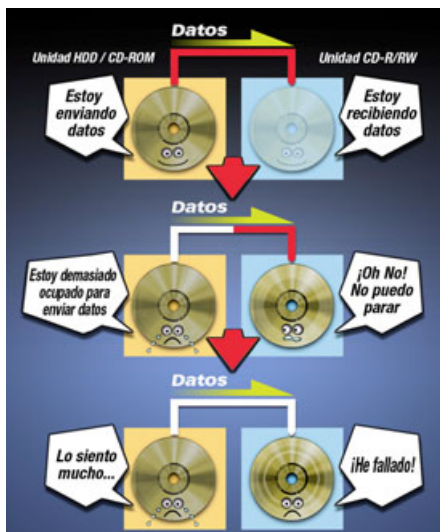 Datos
Unidad HDD / CD-ROM
Unidad CD-R/RW
Estoy
enviando
datos
Estoy
recibiendo
datos
Datos
Estoy demasiado
ocupado para
enviar datos
¡Oh No!
No puedo
parar
Datos
Lo siento
mucho...
¡He fallado!